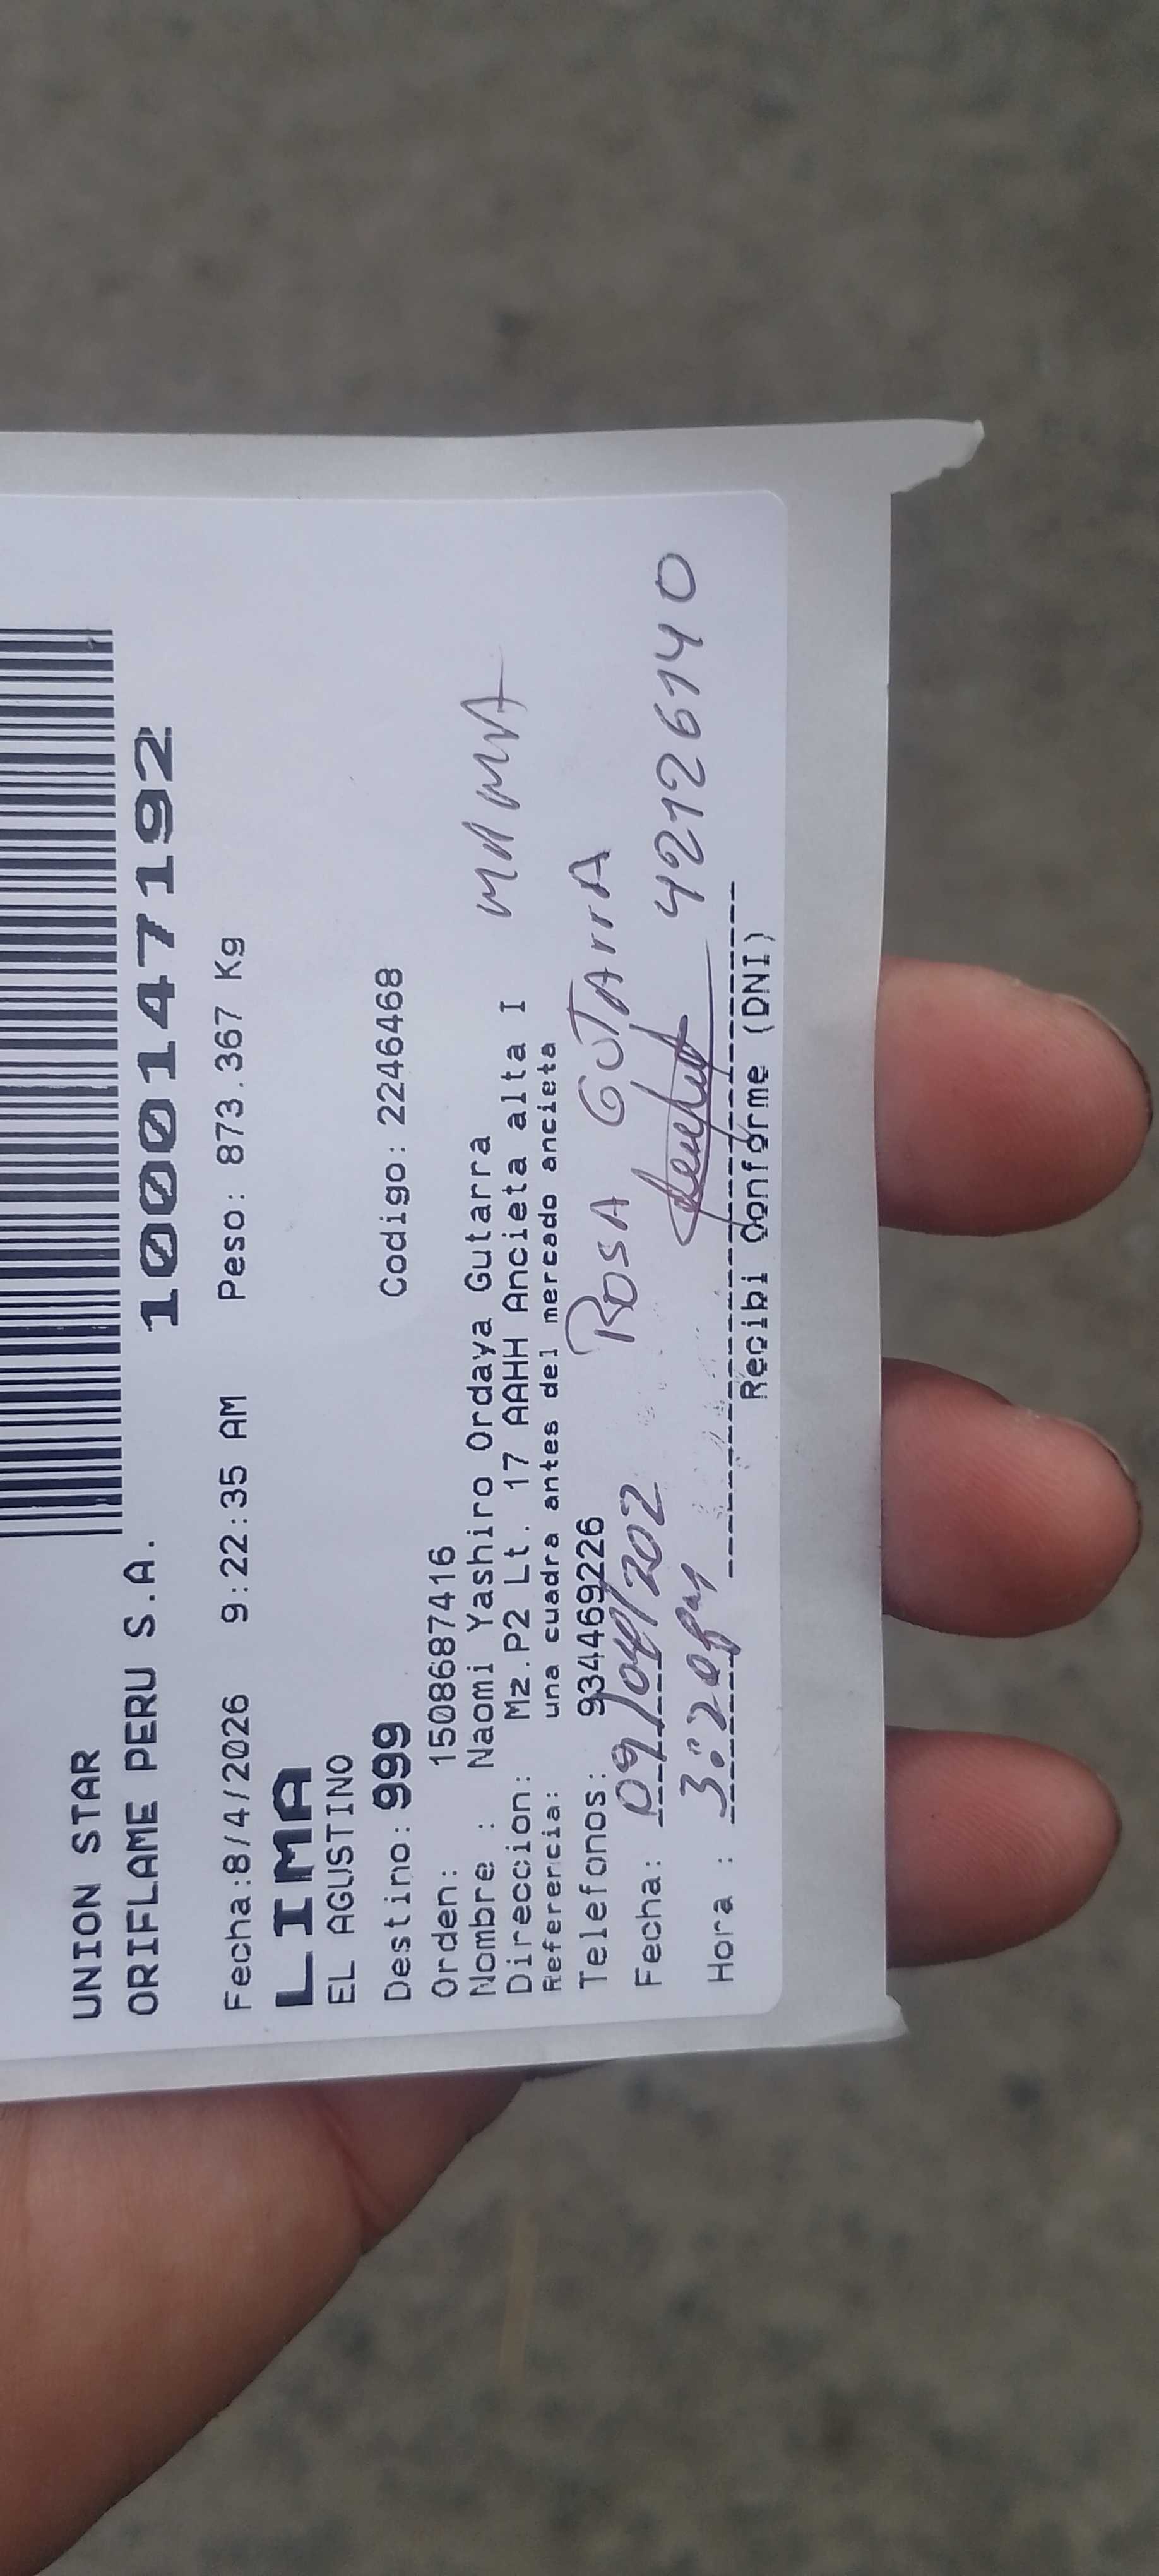 UNION STAR
ORIFLAME PERU S.A.
1000147192
Fecha:8/4/2026 9:22:35 AM Peso: 873.367 Kg
LIMA
EL AGUSTINO
Destino: 999 Codigo: 2246468
Orden: 1508687416
Nombre : Naomi Yashiro Ordaya Gutarra
MAMA
Direccion: Mz.P2 Lt. 17 AAHH Ancieta alta I
Referencia: una cuadra antes del mercado ancieta
Telefonos: 934469226
ROSA GUTArrA
Fecha: 09/04/202
42126140
Hora : 3:20pm
Recibi Conforme (DNI)